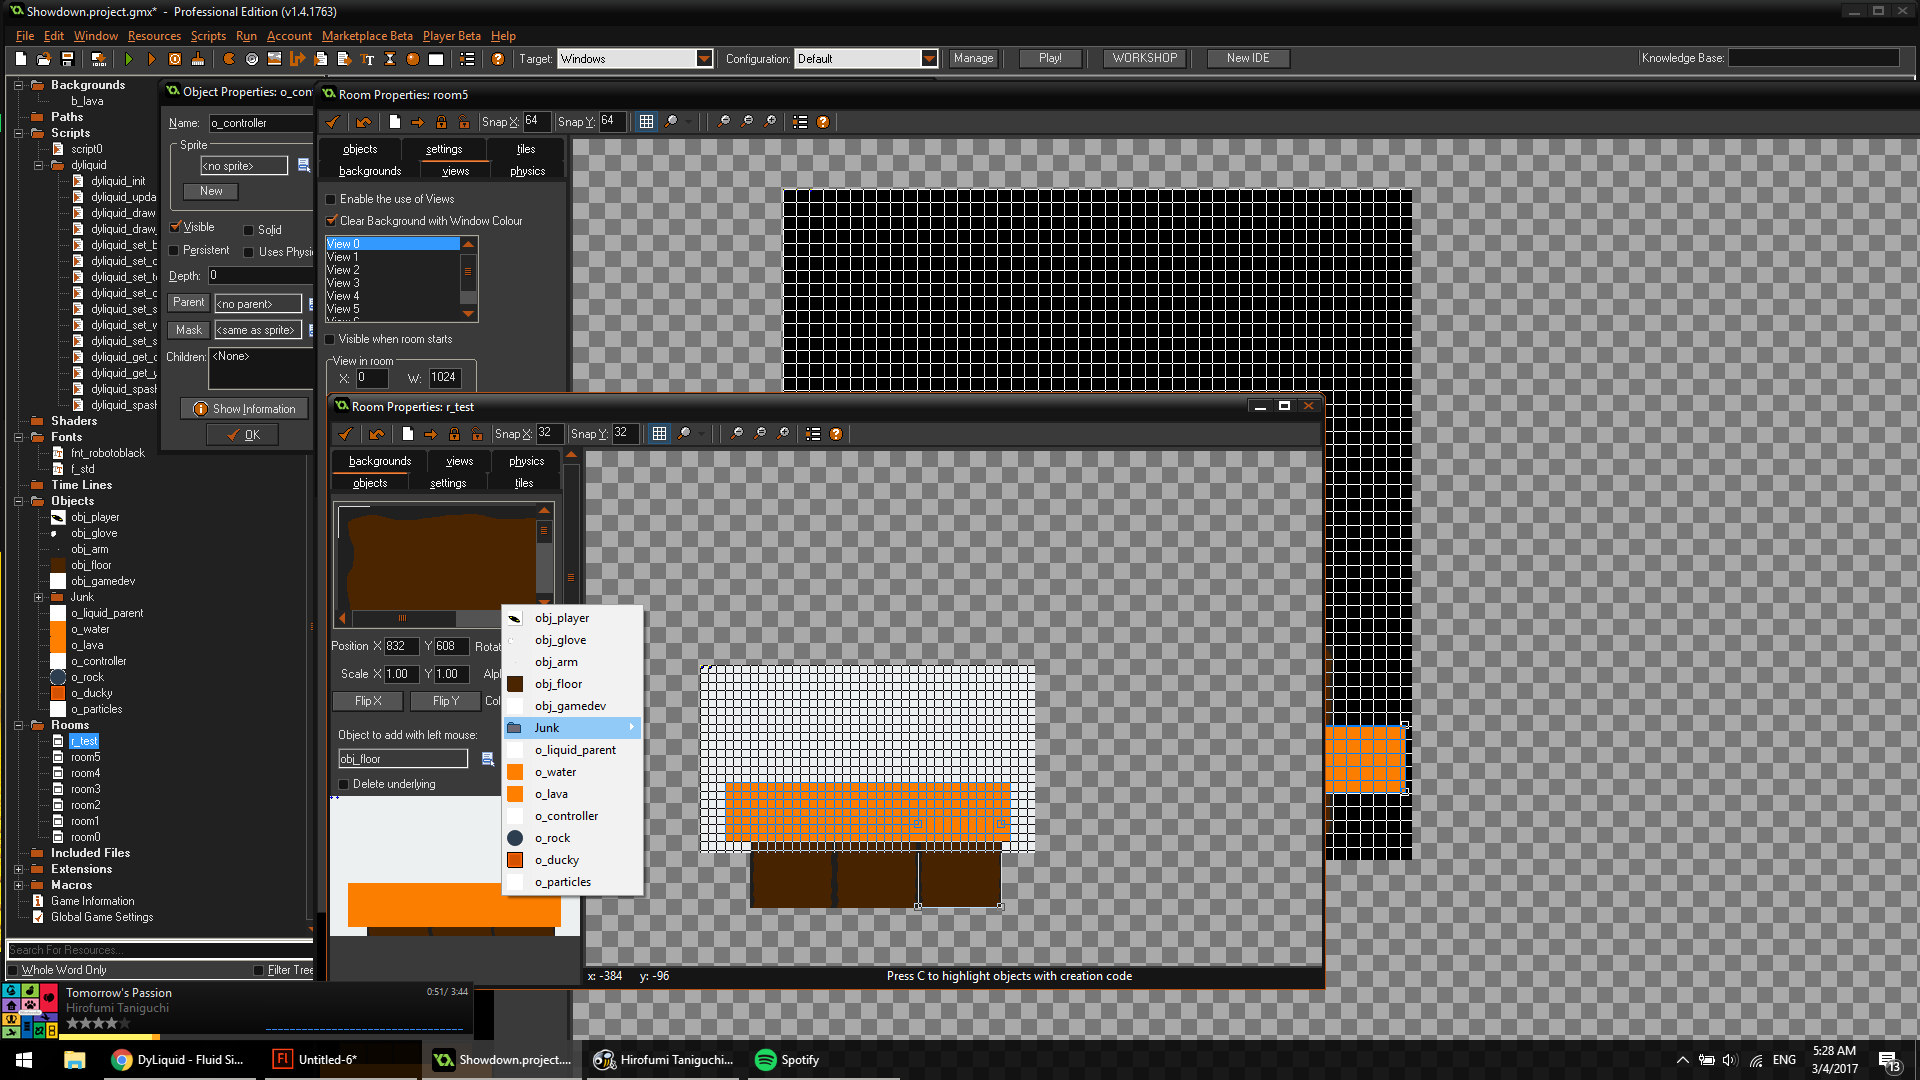 Showdown.project.gmx* - Professional Edition (v1.4.1763)
File Edit Window Resources Scripts Run Account Marketplace Beta Player Beta Help
Target: Windows Configuration: Default Manage Play! WORKSHOP New IDE Knowledge Base:
Backgrounds
b_lava
Paths
Scripts
script0
dyliquid
dyliquid_init
dyliquid_upda
dyliquid_draw
dyliquid_draw_
dyliquid_set_b
dyliquid_set_c
dyliquid_set_te
dyliquid_set_c
dyliquid_set_s
dyliquid_set_w
dyliquid_set_s
dyliquid_get_c
dyliquid_get_y
dyliquid_spash
dyliquid_spash
Shaders
Fonts
fnt_robotoblack
f_std
Time Lines
Objects
obj_player
obj_glove
obj_arm
obj_floor
obj_gamedev
Junk
o_liquid_parent
o_water
o_lava
o_controller
o_rock
o_ducky
o_particles
Rooms
r_test
room5
room4
room3
room2
room1
room0
Included Files
Extensions
Macros
Game Information
Global Game Settings
Search For Resources...
Whole Word Only Filter Tree
Object Properties: o_con
Name: o_controller
Sprite
<no sprite>
New
Visible Solid
Persistent Uses Physi
Depth: 0
Parent <no parent>
Mask <same as sprite>
Children: <None>
Show Information
OK
Room Properties: room5
Snap X: 64 Snap Y: 64
objects settings tiles
backgrounds views physics
Enable the use of Views
Clear Background with Window Colour
View 0
View 1
View 2
View 3
View 4
View 5
Visible when room starts
View in room
X: 0 W: 1024
Room Properties: r_test
Snap X: 32 Snap Y: 32
backgrounds views physics
objects settings tiles
Position X 832 Y 608 Rotat
Scale X 1.00 Y 1.00 Alph
Flip X Flip Y Col
Object to add with left mouse:
obj_floor
Delete underlying
obj_player
obj_glove
obj_arm
obj_floor
obj_gamedev
Junk
o_liquid_parent
o_water
o_lava
o_controller
o_rock
o_ducky
o_particles
x: -384 y: -96 Press C to highlight objects with creation code
Tomorrow's Passion 0:51/ 3:44
Hirofumi Taniguchi
DyLiquid - Fluid Si... Untitled-6* Showdown.project.... Hirofumi Taniguchi... Spotify
ENG 5:28 AM
3/4/2017
13